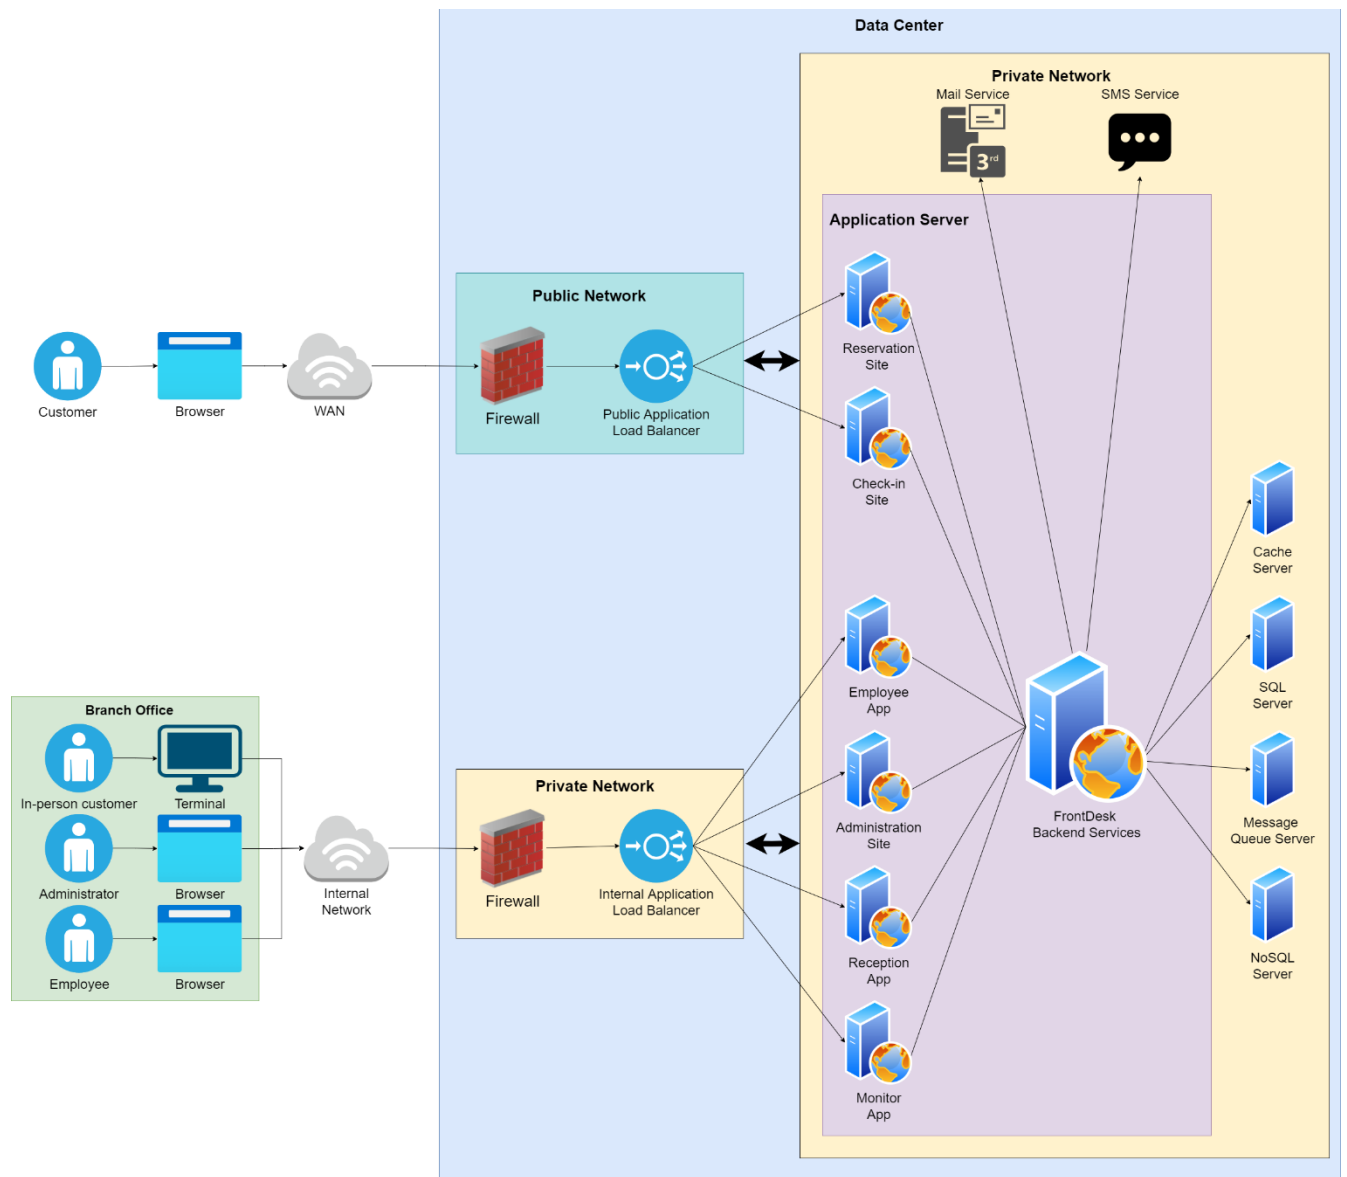 Data Center
Private Network
Mail Service
SMS Service
3rd
Application Server
Public Network
Reservation
Site
Customer
Browser
WAN
Firewall
Public Application
Load Balancer
Check-in
Site
Cache
Server
Employee
App
SQL
Server
Branch Office
In-person customer
Terminal
Private Network
Administration
Site
FrontDesk
Backend Services
Message
Queue Server
Administrator
Browser
Internal
Network
Firewall
Internal Application
Load Balancer
Reception
App
NoSQL
Server
Employee
Browser
Monitor
App